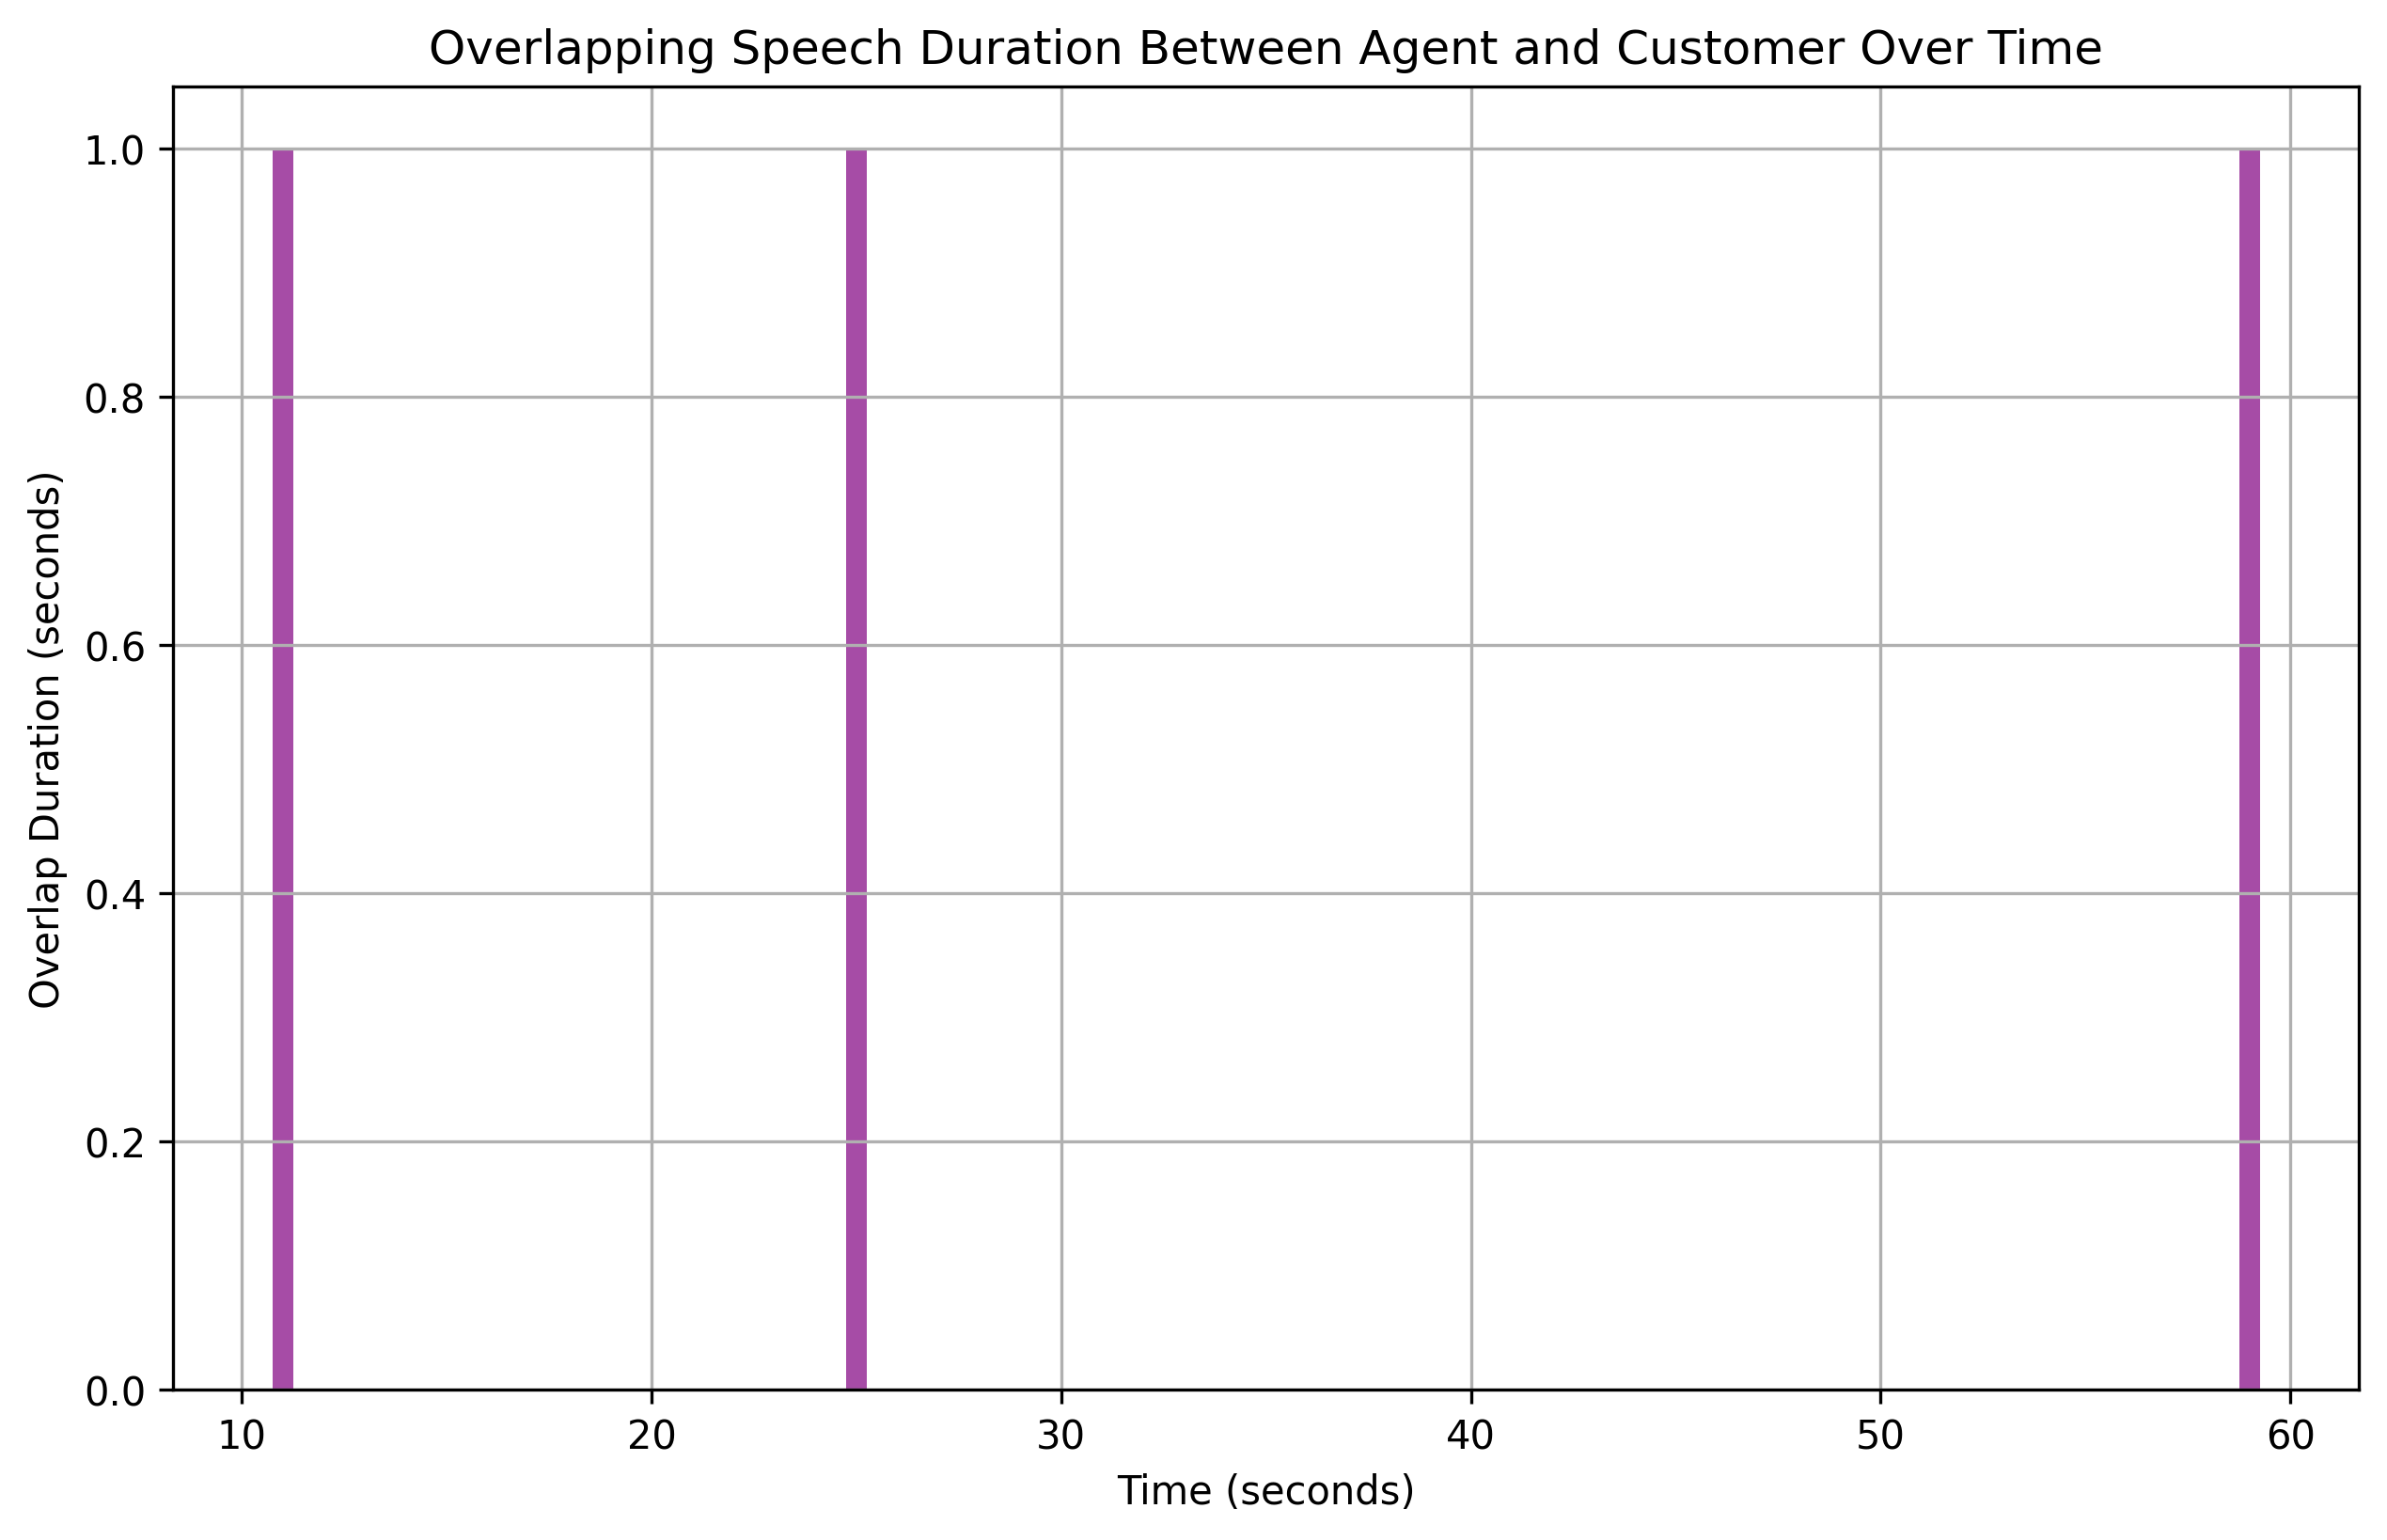 Overlapping Speech Duration Between Agent and Customer Over Time
Overlap Duration (seconds)
1.0
0.8
0.6
0.4
0.2
0.0
10 20 30 40 50 60
Time (seconds)